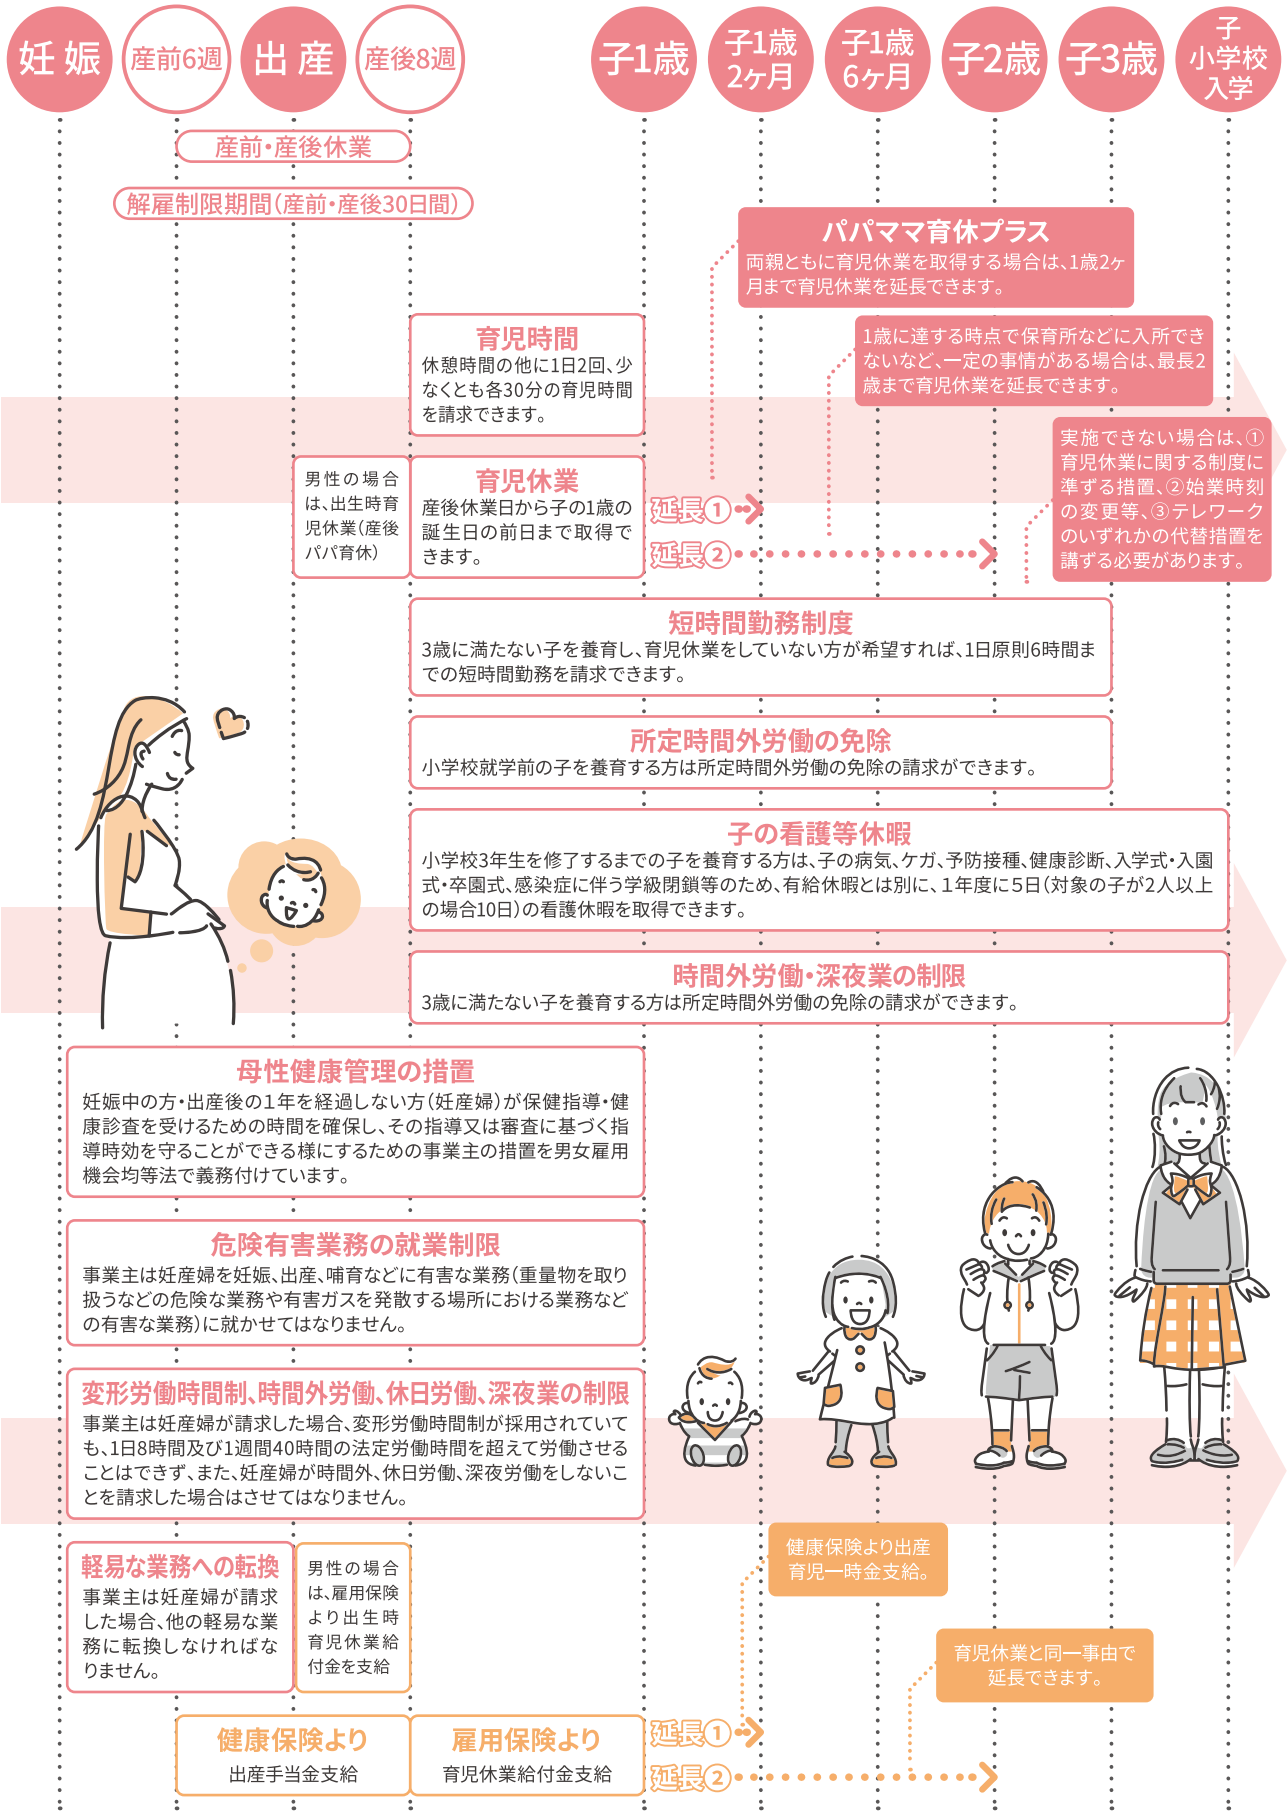 妊娠
産前6週
出産
産後8週
子1歳
子1歳
2ヶ月
子1歳
6ヶ月
子2歳
子3歳
子
小学校
入学
産前・産後休業
解雇制限期間（産前・産後30日間）
パパママ育休プラス
両親ともに育児休業を取得する場合は、1歳2ヶ
月まで育児休業を延長できます。
育児時間
休憩時間の他に1日2回、少
なくとも各30分の育児時間
を請求できます。
1歳に達する時点で保育所などに入所でき
ないなど、一定の事情がある場合は、最長2
歳まで育児休業を延長できます。
実施できない場合は、①
育児休業に関する制度に
準ずる措置、②始業時刻
の変更等、③テレワーク
のいずれかの代替措置を
講ずる必要があります。
男性の場合
は、出生時育
児休業（産後
パパ育休）
育児休業
産後休業日から子の1歳の
誕生日の前日まで取得で
きます。
延長①
延長②
短時間勤務制度
3歳に満たない子を養育し、育児休業をしていない方が希望すれば、1日原則6時間ま
での短時間勤務を請求できます。
所定時間外労働の免除
小学校就学前の子を養育する方は所定時間外労働の免除の請求ができます。
子の看護等休暇
小学校3年生を修了するまでの子を養育する方は、子の病気、ケガ、予防接種、健康診断、入学式・入園
式・卒園式、感染症に伴う学級閉鎖等のため、有給休暇とは別に、１年度に５日（対象の子が２人以上
の場合10日）の看護休暇を取得できます。
時間外労働・深夜業の制限
3歳に満たない子を養育する方は所定時間外労働の免除の請求ができます。
母性健康管理の措置
妊娠中の方・出産後の１年を経過しない方（妊産婦）が保健指導・健
康診査を受けるための時間を確保し、その指導又は審査に基づく指
導時効を守ることができる様にするための事業主の措置を男女雇用
機会均等法で義務付けています。
危険有害業務の就業制限
事業主は妊産婦を妊娠、出産、哺育などに有害な業務（重量物を取り
扱うなどの危険な業務や有害ガスを発散する場所における業務など
の有害な業務）に就かせてはなりません。
変形労働時間制、時間外労働、休日労働、深夜業の制限
事業主は妊産婦が請求した場合、変形労働時間制が採用されていて
も、1日8時間及び1週間40時間の法定労働時間を超えて労働させる
ことはできず、また、妊産婦が時間外、休日労働、深夜労働をしないこ
とを請求した場合はさせてはなりません。
軽易な業務への転換
事業主は妊産婦が請求
した場合、他の軽易な業
務に転換しなければな
りません。
男性の場合
は、雇用保険
より出生時
育児休業給
付金を支給
健康保険より出産
育児一時金支給。
育児休業と同一事由で
延長できます。
健康保険より
出産手当金支給
雇用保険より
育児休業給付金支給
延長①
延長②